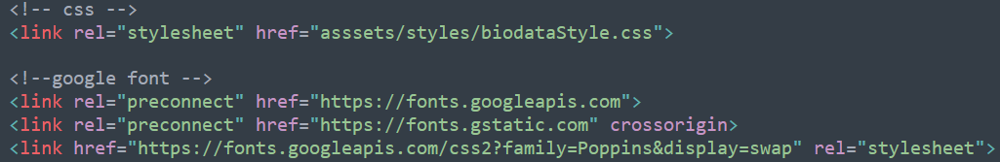 <!-- css -->
<link rel="stylesheet" href="asssets/styles/biodataStyle.css">
<!--google font -->
<link rel="preconnect" href="https://fonts.googleapis.com">
<link rel="preconnect" href="https://fonts.gstatic.com" crossorigin>
<link href="https://fonts.googleapis.com/css2?family=Poppins&display=swap" rel="stylesheet">